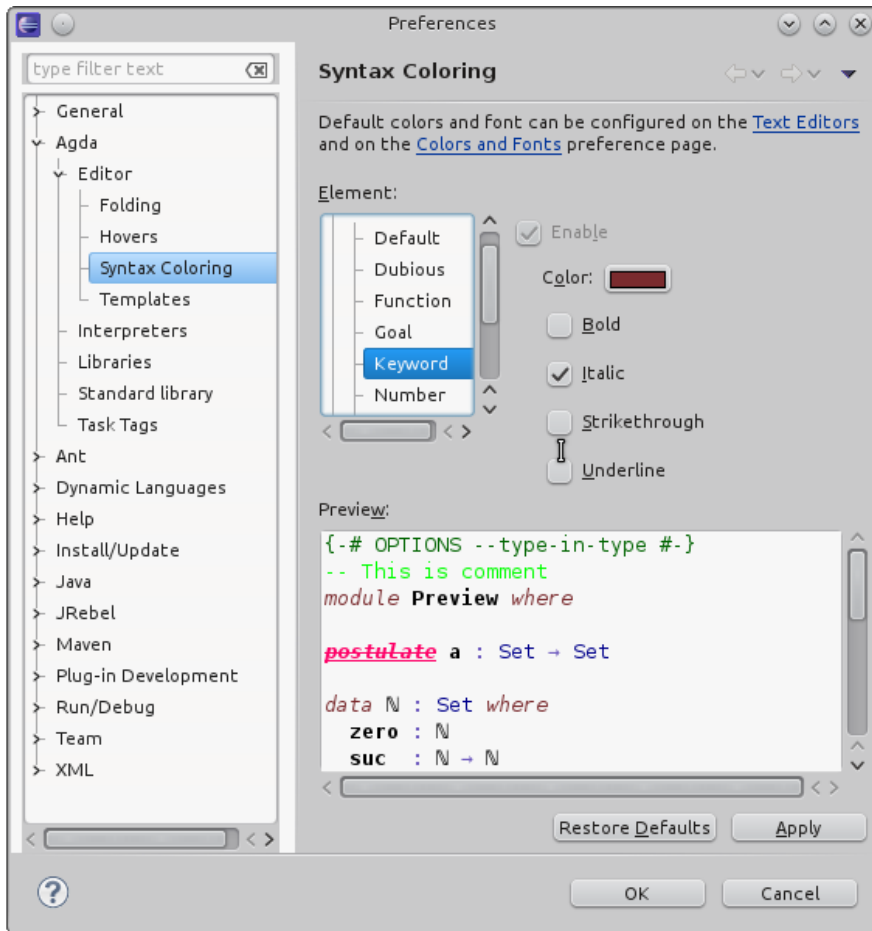 Preferences
type filter text
General
Agda
Editor
Folding
Hovers
Syntax Coloring
Templates
Interpreters
Libraries
Standard library
Task Tags
Ant
Dynamic Languages
Help
Install/Update
Java
JRebel
Maven
Plug-in Development
Run/Debug
Team
XML
Syntax Coloring
Default colors and font can be configured on the Text Editors
and on the Colors and Fonts preference page.
Element:
Default
Dubious
Function
Goal
Keyword
Number
Enable
Color:
Bold
Italic
Strikethrough
Underline
Preview:
{-# OPTIONS --type-in-type #-}
-- This is comment
module Preview where
postulate a : Set → Set
data ℕ : Set where
zero : ℕ
suc  : ℕ → ℕ
Restore Defaults
Apply
?
OK
Cancel